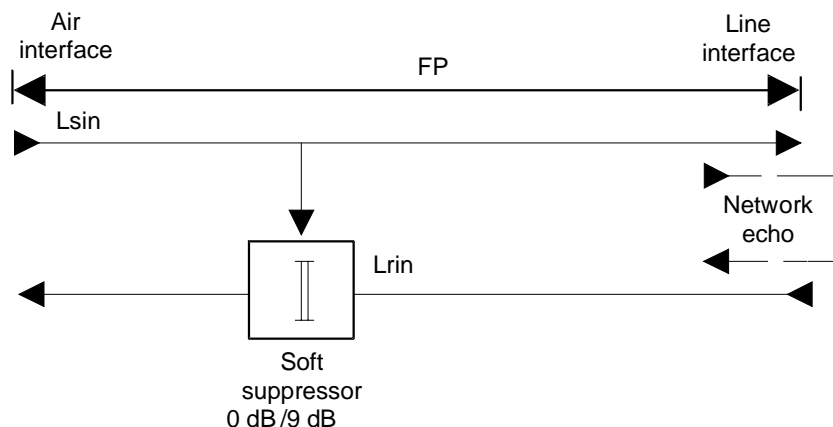 Air
interface
Line
interface
FP
Lsin
Network
echo
Lrin
Soft
suppressor
0 dB /9 dB